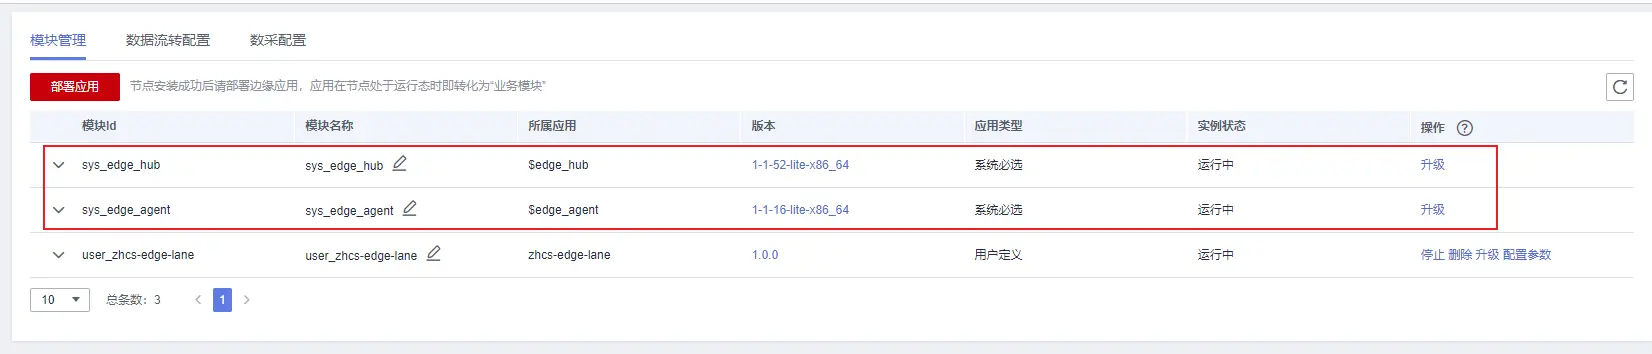 模块管理 数据流转配置 数采配置
部署应用 节点安装成功后请部署边缘应用，应用在节点处于运行态时即转化为“业务模块”
模块Id 模块名称 所属应用 版本 应用类型 实例状态 操作 ?
sys_edge_hub sys_edge_hub $edge_hub 1-1-52-lite-x86_64 系统必选 运行中 升级
sys_edge_agent sys_edge_agent $edge_agent 1-1-16-lite-x86_64 系统必选 运行中 升级
user_zhcs-edge-lane user_zhcs-edge-lane zhcs-edge-lane 1.0.0 用户定义 运行中 停止 删除 升级 配置参数
10 总条数：3 < 1 >